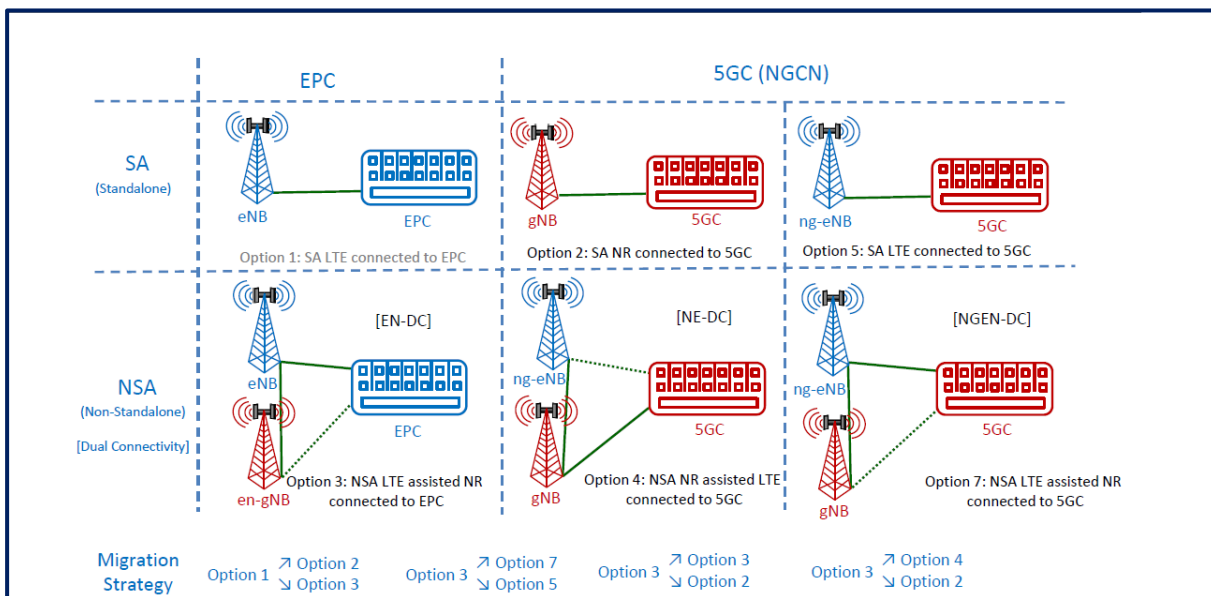 EPC
5GC (NGCN)
SA
(Standalone)
eNB
EPC
Option 1: SA LTE connected to EPC
gNB
5GC
Option 2: SA NR connected to 5GC
ng-eNB
5GC
Option 5: SA LTE connected to 5GC
NSA
(Non-Standalone)
[Dual Connectivity]
[EN-DC]
eNB
EPC
en-gNB
Option 3: NSA LTE assisted NR
connected to EPC
[NE-DC]
ng-eNB
5GC
gNB
Option 4: NSA NR assisted LTE
connected to 5GC
[NGEN-DC]
ng-eNB
5GC
gNB
Option 7: NSA LTE assisted NR
connected to 5GC
Migration
Strategy
Option 1
↗ Option 2
↘ Option 3
Option 3
↗ Option 7
↘ Option 5
Option 3
↗ Option 3
↘ Option 2
Option 3
↗ Option 4
↘ Option 2